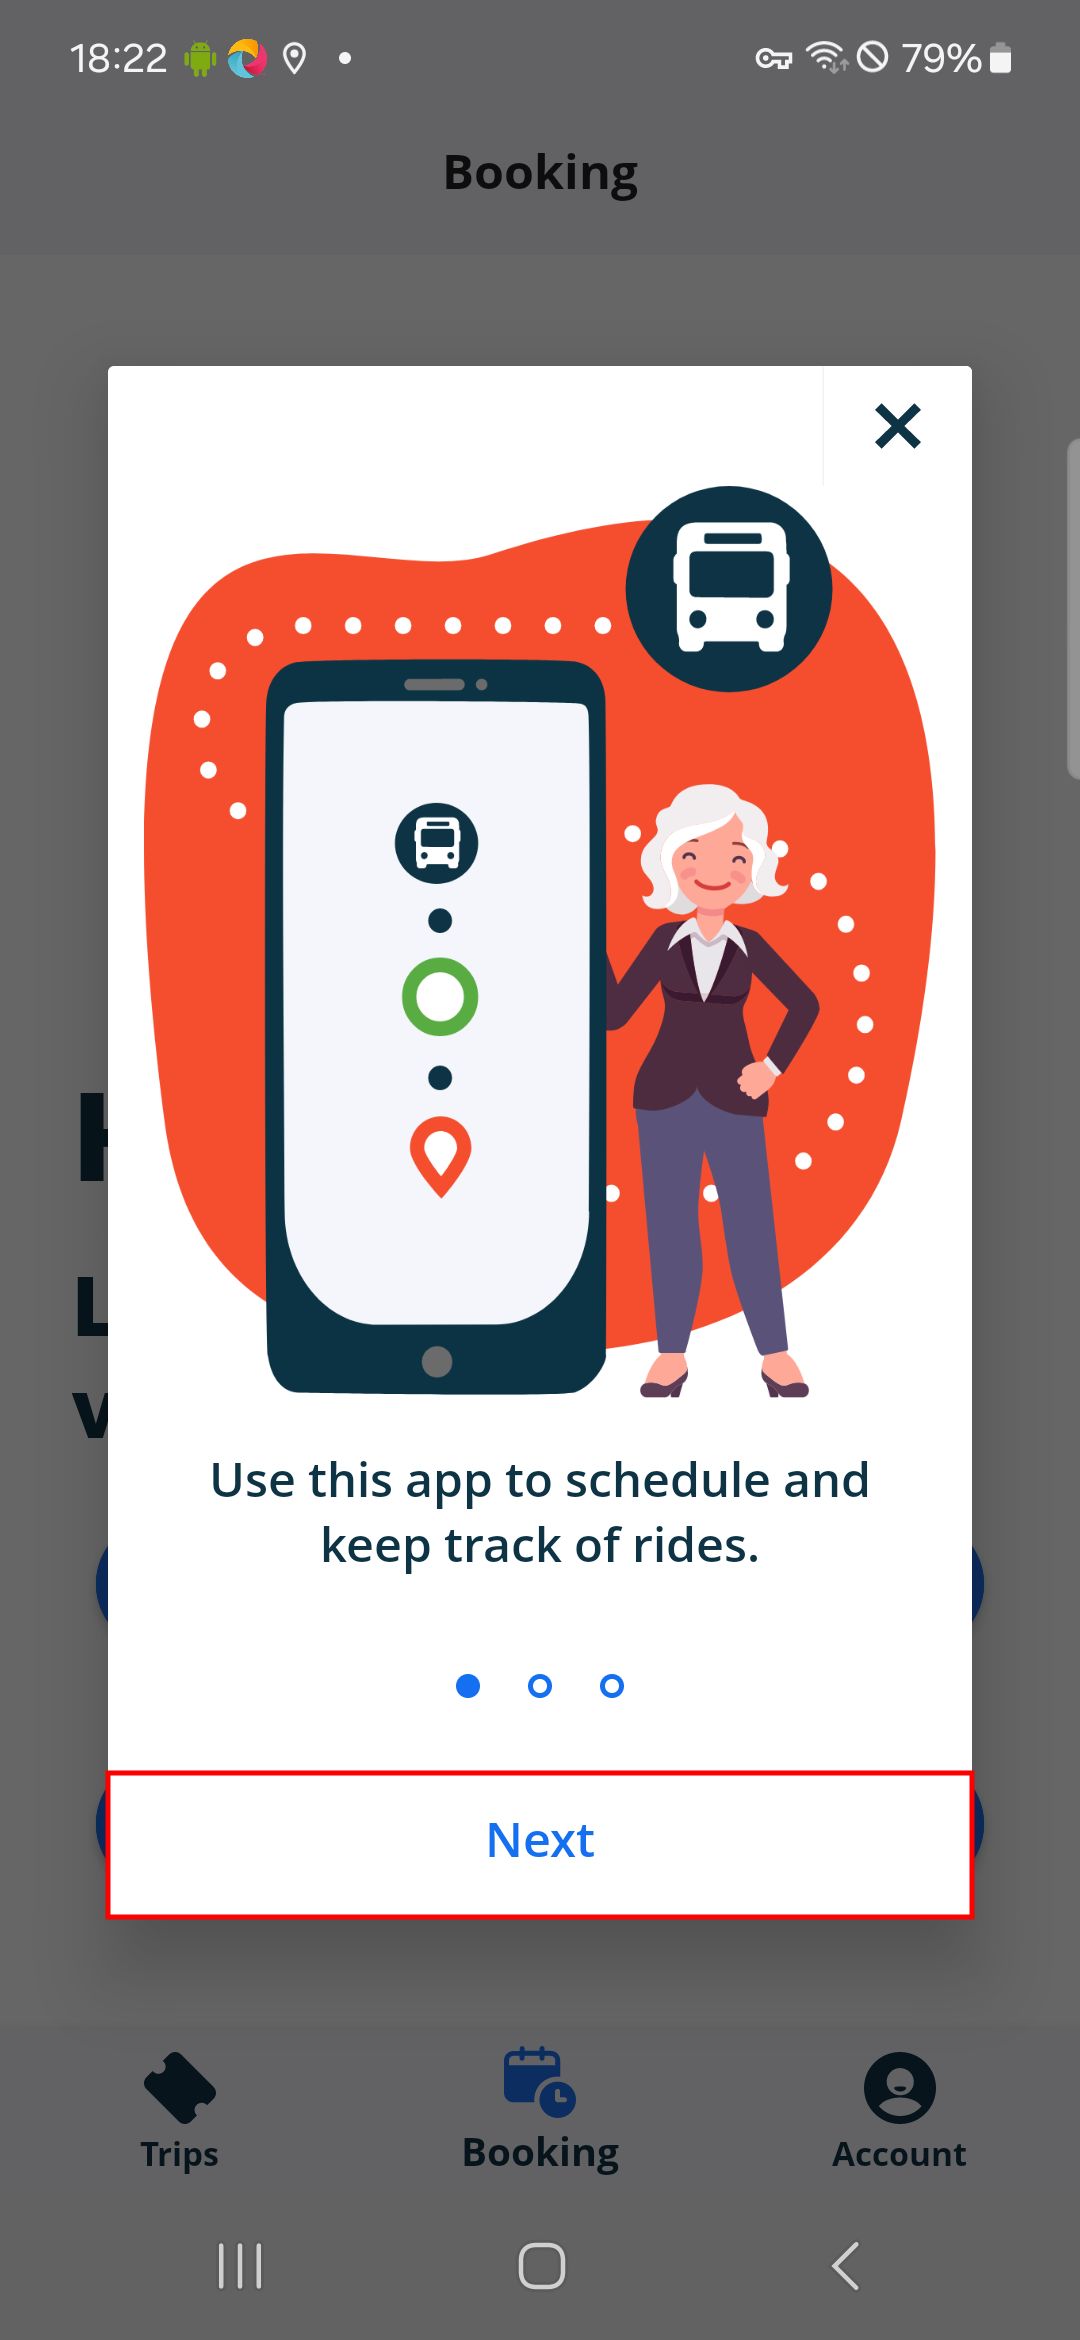 18:22
79%
Booking
Use this app to schedule and
keep track of rides.
Next
Trips
Booking
Account